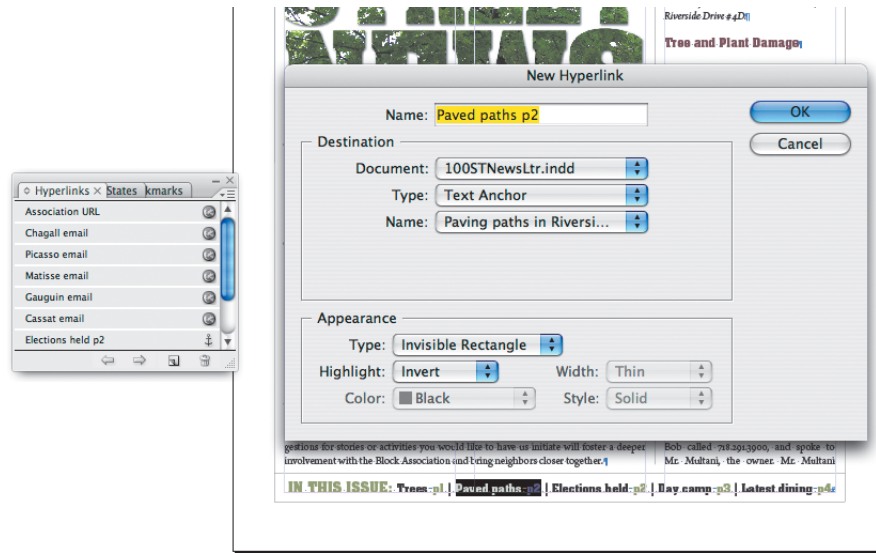 NEWS
Riverside Drive #4D
Tree and Plant Damage
New Hyperlink
Name: Paved paths p2
OK
Cancel
Destination
Document: 100STNewsLtr.indd
Type: Text Anchor
Name: Paving paths in Riversi...
Appearance
Type: Invisible Rectangle
Highlight: Invert
Width: Thin
Color: Black
Style: Solid
Hyperlinks States kmarks
Association URL
Chagall email
Picasso email
Matisse email
Gauguin email
Cassat email
Elections held p2
gestions for stories or activities you would like to have us initiate will foster a deeper
involvement with the Block Association and bring neighbors closer together.¶
Bob called 718.291.3900, and spoke to
Mr. Multani, the owner. Mr. Multani
IN THIS ISSUE: Trees p1 | Paved paths p2 | Elections held p2 | Day camp p3 | Latest dining p4